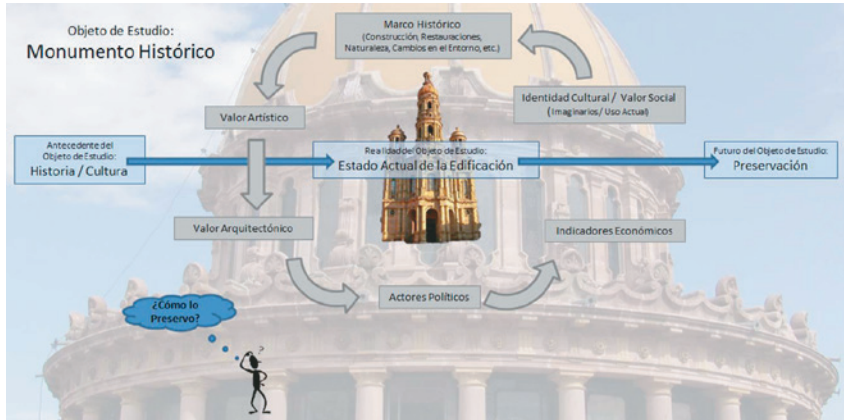 Objeto de Estudio:
Monumento Histórico
Marco Histórico
(Construcción, Restauraciones,
Naturaleza, Cambios en el Entorno, etc.)
Identidad Cultural / Valor Social
(Imaginarios / Uso Actual)
Valor Artístico
Antecedente del
Objeto de Estudio:
Historia / Cultura
Realidad del Objeto de Estudio:
Estado Actual de la Edificación
Futuro del Objeto de Estudio:
Preservación
Valor Arquitectónico
Indicadores Económicos
Actores Políticos
¿Cómo lo
Preservo?
?